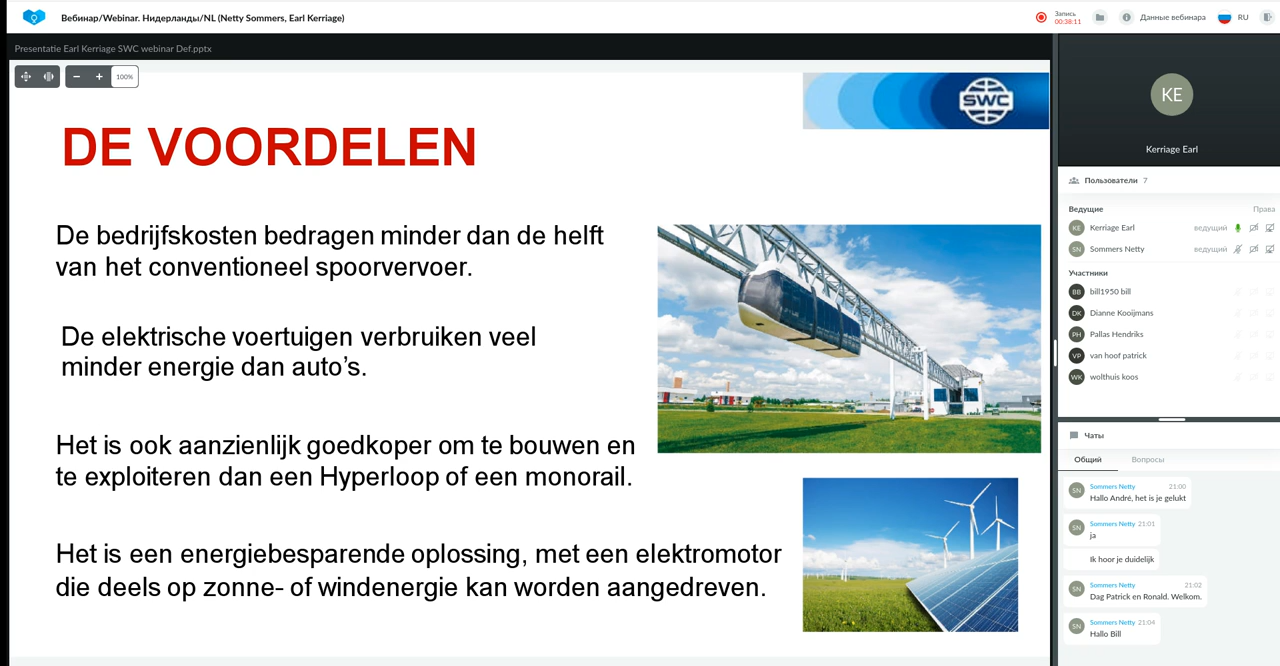 Вебинар/Webinar. Нидерланды/NL (Netty Sommers, Earl Kerriage)
Запись
00:38:11
Данные вебинара
RU
Presentatie Earl Kerriage SWC webinar Def.pptx
100%
SWC
DE VOORDELEN
De bedrijfskosten bedragen minder dan de helft
van het conventioneel spoorvervoer.
De elektrische voertuigen verbruiken veel
minder energie dan auto’s.
Het is ook aanzienlijk goedkoper om te bouwen en
te exploiteren dan een Hyperloop of een monorail.
Het is een energiebesparende oplossing, met een elektromotor
die deels op zonne- of windenergie kan worden aangedreven.
KE
Kerriage Earl
Пользователи 7
Ведущие Права
KE Kerriage Earl ведущий
SN Sommers Netty ведущий
Участники
BB bill1950 bill
DK Dianne Kooijmans
PH Pallas Hendriks
VP van hoof patrick
WK wolthuis koos
Чаты
Общий Вопросы
SN Sommers Netty 21:00
Hallo André, het is je gelukt
SN Sommers Netty 21:01
ja
Ik hoor je duidelijk
SN Sommers Netty 21:02
Dag Patrick en Ronald. Welkom.
SN Sommers Netty 21:04
Hallo Bill